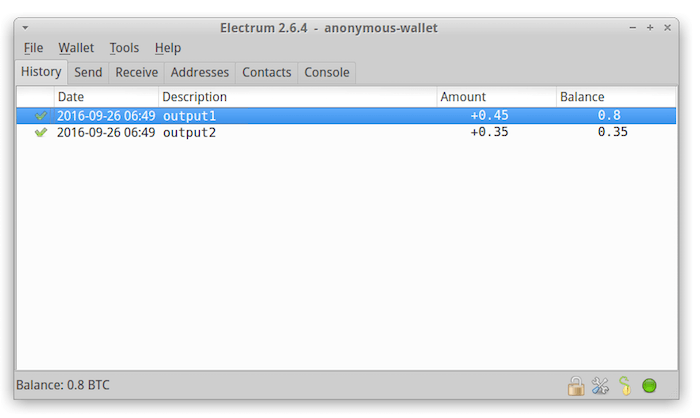 Electrum 2.6.4 - anonymous-wallet
File Wallet Tools Help
History Send Receive Addresses Contacts Console
Date Description Amount Balance
2016-09-26 06:49 output1 +0.45 0.8
2016-09-26 06:49 output2 +0.35 0.35
Balance: 0.8 BTC